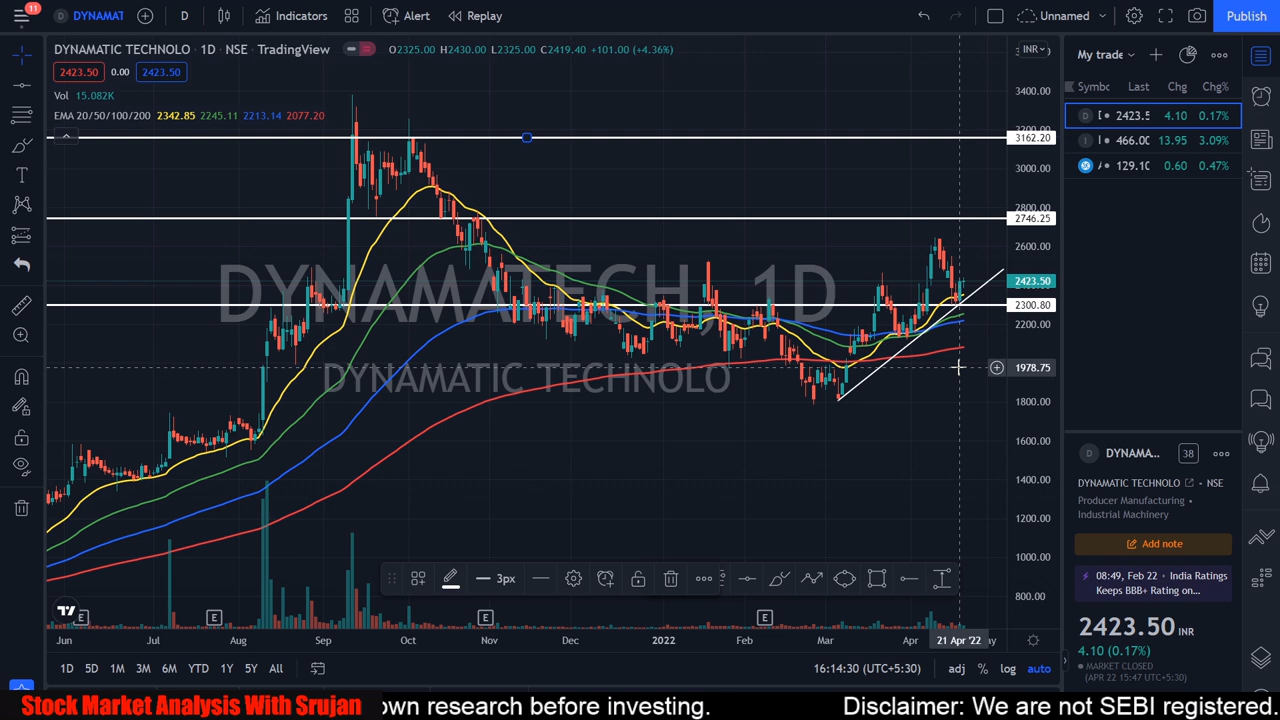 11
D DYNAMAT D Indicators Alert Replay Unnamed Publish
DYNAMATIC TECHNOLO · 1D · NSE · TradingView O2325.00 H2430.00 L2325.00 C2419.40 +101.00 (+4.36%)
INR
2423.50 0.00 2423.50
Vol 15.082K
EMA 20/50/100/200 2342.85 2245.11 2213.14 2077.20
DYNAMATECH, 1D
DYNAMATIC TECHNOLO
3400.00
3200.00
3162.20
3000.00
2800.00
2746.25
2600.00
2423.50
2300.80
2200.00
1978.75
1800.00
1600.00
1400.00
1200.00
1000.00
800.00
3px
E E E E
Jun Jul Aug Sep Oct Nov Dec 2022 Feb Mar Apr 21 Apr '22
1D 5D 1M 3M 6M YTD 1Y 5Y All 16:14:30 (UTC+5:30) adj % log auto
My trade
Symbc Last Chg Chg%
D 2423.5 4.10 0.17%
466.00 13.95 3.09%
129.10 0.60 0.47%
D DYNAMA... 38
DYNAMATIC TECHNOLO · NSE
Producer Manufacturing •
Industrial Machinery
Add note
08:49, Feb 22 • India Ratings
Keeps BBB+ Rating on...
2423.50 INR
4.10 (0.17%)
MARKET CLOSED
(APR 22 15:47 UTC+5:30)
Stock Market Analysis With Srujan own research before investing. Disclaimer: We are not SEBI registered.